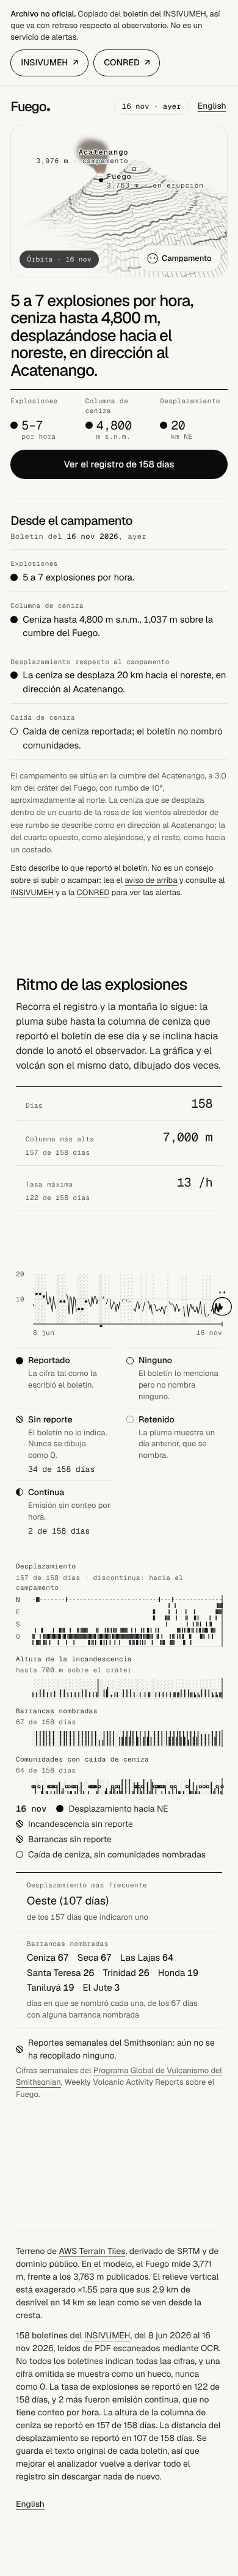 Archivo no oficial. Copiado del boletín del INSIVUMEH, así
que va con retraso respecto al observatorio. No es un
servicio de alertas.
INSIVUMEH ↗ CONRED ↗
Fuego. 16 nov · ayer English
Acatenango
3,976 m · campamento
Fuego
3,763 m · en erupción
Órbita · 16 nov Campamento
5 a 7 explosiones por hora,
ceniza hasta 4,800 m,
desplazándose hacia el
noreste, en dirección al
Acatenango.
Explosiones Columna de ceniza Desplazamiento
5–7 4,800 20
por hora m s.n.m. km NE
Ver el registro de 158 días
Desde el campamento
Boletín del 16 nov 2026, ayer
Explosiones
5 a 7 explosiones por hora.
Columna de ceniza
Ceniza hasta 4,800 m s.n.m., 1,037 m sobre la
cumbre del Fuego.
Desplazamiento respecto al campamento
La ceniza se desplaza 20 km hacia el noreste, en
dirección al Acatenango.
Caída de ceniza
Caída de ceniza reportada; el boletín no nombró
comunidades.
El campamento se sitúa en la cumbre del Acatenango, a 3.0
km del cráter del Fuego, con rumbo de 10°,
aproximadamente al norte. La ceniza que se desplaza
dentro de un cuarto de la rosa de los vientos alrededor de
ese rumbo se describe como en dirección al Acatenango; la
del cuarto opuesto, como alejándose, y el resto, como hacia
un costado.
Esto describe lo que reportó el boletín. No es un consejo
sobre si subir o acampar: lea el aviso de arriba y consulte al
INSIVUMEH y a la CONRED para ver las alertas.
Ritmo de las explosiones
Recorra el registro y la montaña lo sigue: la
pluma sube hasta la columna de ceniza que
reportó el boletín de ese día y se inclina hacia
donde lo anotó el observador. La gráfica y el
volcán son el mismo dato, dibujado dos veces.
Días 158
Columna más alta 7,000 m
157 de 158 días
Tasa máxima 13 /h
122 de 158 días
20
10
8 jun 16 nov
Reportado
La cifra tal como la
escribió el boletín.
Ninguno
El boletín lo menciona
pero no nombra
ninguno.
Sin reporte
El boletín no lo indica.
Nunca se dibuja
como 0.
34 de 158 días
Retenido
La pluma muestra un
día anterior, que se
nombra.
Continua
Emisión sin conteo por
hora.
2 de 158 días
Desplazamiento
157 de 158 días · discontinua: hacia el
campamento
N
E
S
O
Altura de la incandescencia
hasta 700 m sobre el cráter
Barrancas nombradas
67 de 158 días
Comunidades con caída de ceniza
64 de 158 días
16 nov Desplazamiento hacia NE
Incandescencia sin reporte
Barrancas sin reporte
Caída de ceniza, sin comunidades nombradas
Desplazamiento más frecuente
Oeste (107 días)
de los 157 días que indicaron uno
Barrancas nombradas
Ceniza 67 Seca 67 Las Lajas 64
Santa Teresa 26 Trinidad 26 Honda 19
Taniluyá 19 El Jute 3
días en que se nombró cada una, de los 67 días
con alguna barranca nombrada
Reportes semanales del Smithsonian: aún no se
ha recopilado ninguno.
Cifras semanales del Programa Global de Vulcanismo del
Smithsonian, Weekly Volcanic Activity Reports sobre el
Fuego.
Terreno de AWS Terrain Tiles, derivado de SRTM y de
dominio público. En el modelo, el Fuego mide 3,771
m, frente a los 3,763 m publicados. El relieve vertical
está exagerado ×1.55 para que sus 2.9 km de
desnivel en 14 km se lean como se ven desde la
cresta.
158 boletines del INSIVUMEH, del 8 jun 2026 al 16
nov 2026, leídos de PDF escaneados mediante OCR.
No todos los boletines indican todas las cifras, y una
cifra omitida se muestra como un hueco, nunca
como 0. La tasa de explosiones se reportó en 122 de
158 días, y 2 más fueron emisión continua, que no
tiene conteo por hora. La altura de la columna de
ceniza se reportó en 157 de 158 días. La distancia del
desplazamiento se reportó en 107 de 158 días. Se
guarda el texto original de cada boletín, así que
mejorar el analizador vuelve a derivar todo el
registro sin descargar nada de nuevo.
English